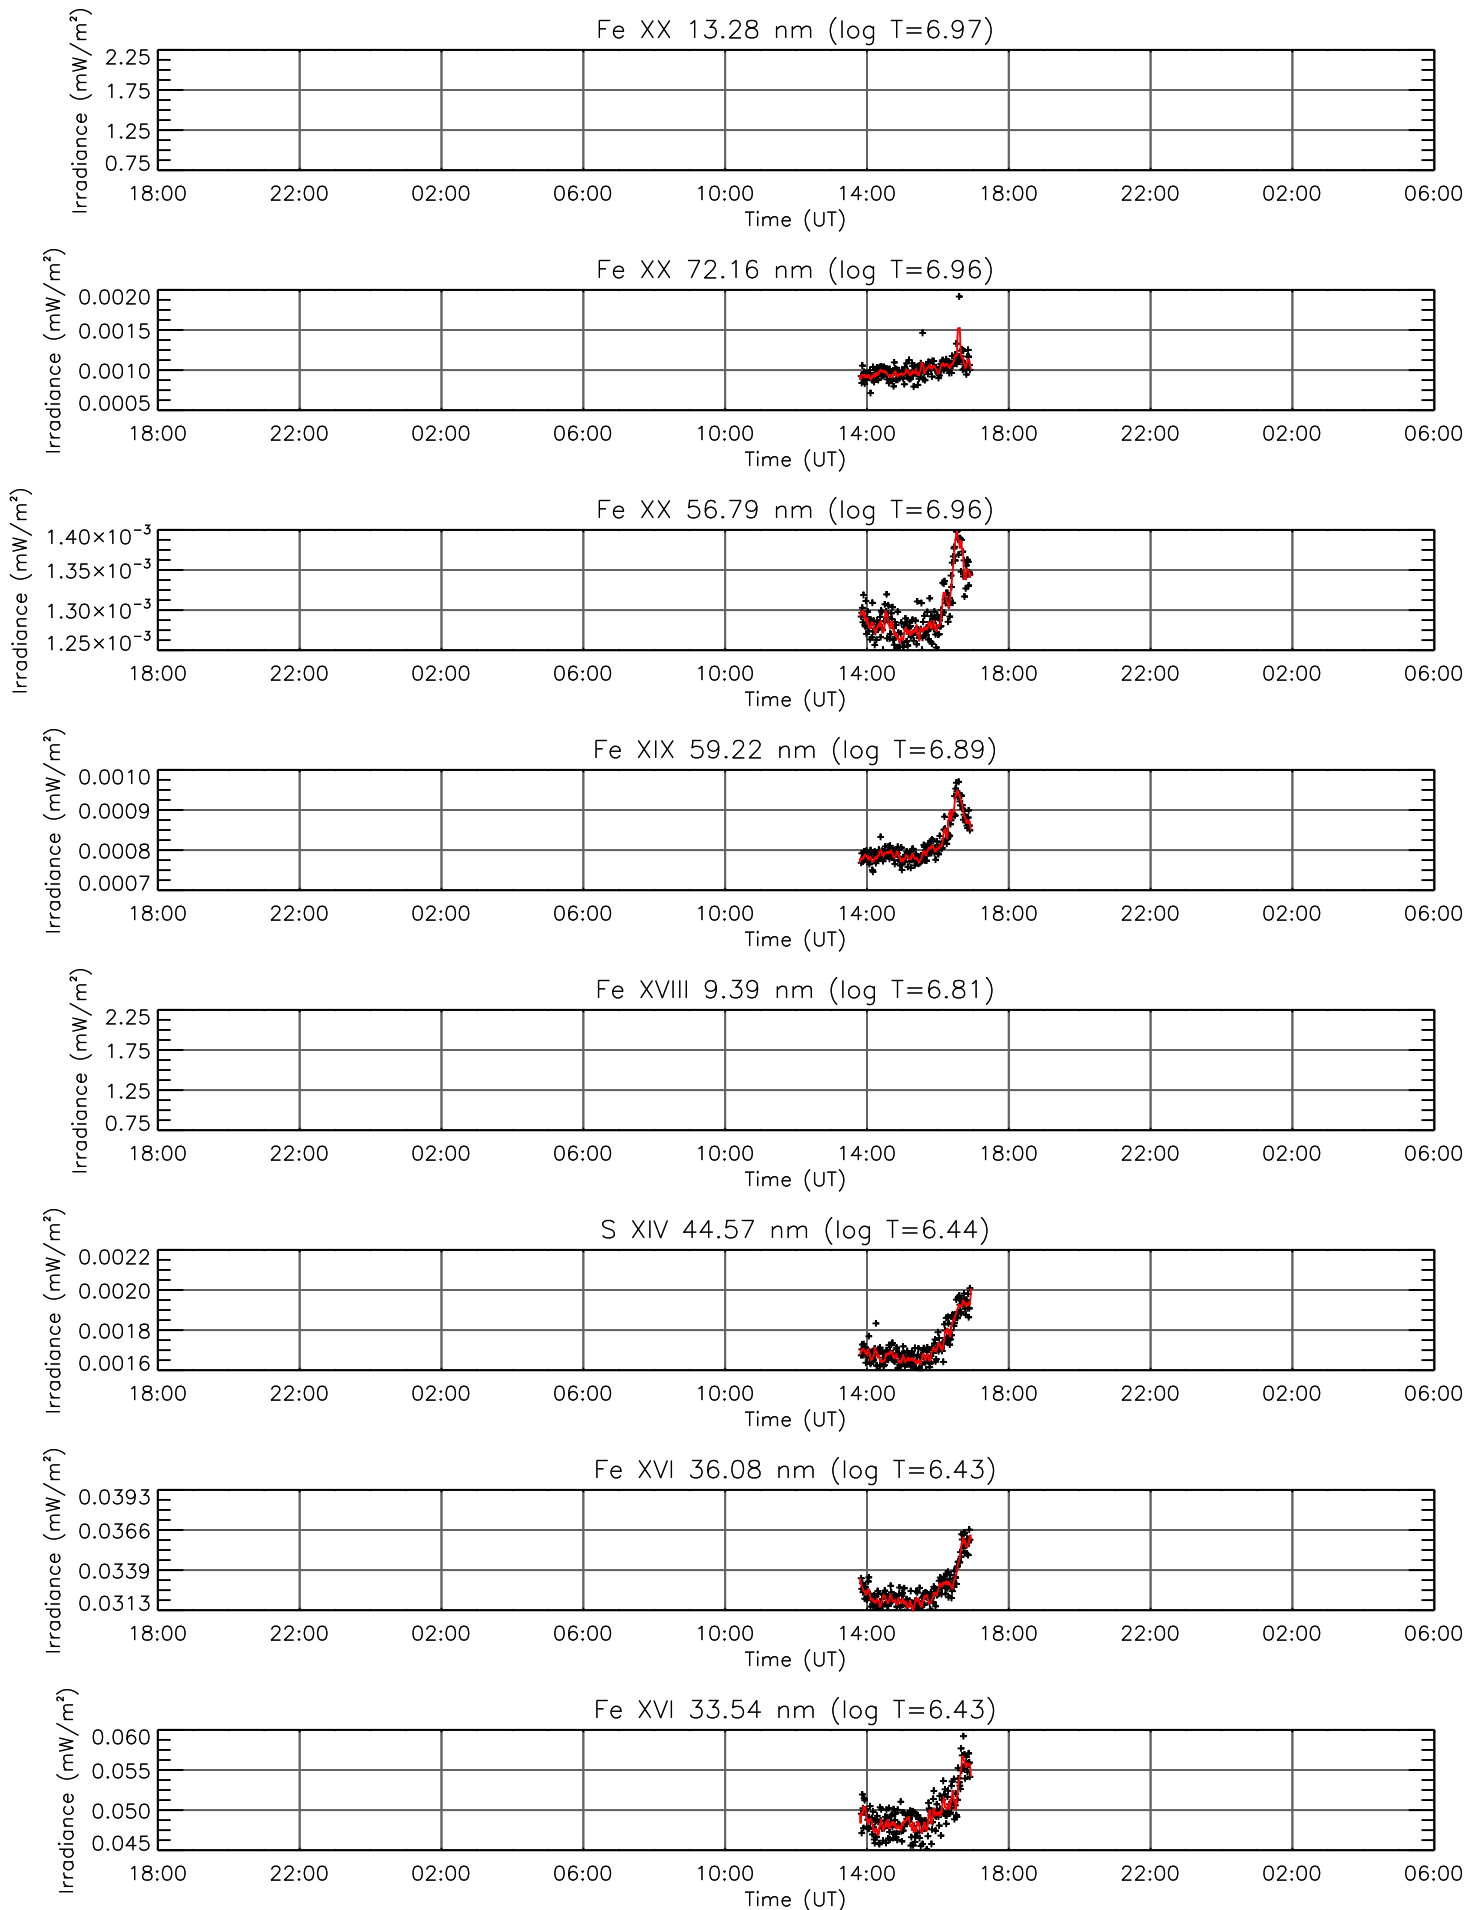 Fe XX 13.28 nm (log T=6.97)
Irradiance (mW/m²)
2.25
1.75
1.25
0.75
18:00 22:00 02:00 06:00 10:00 14:00 18:00 22:00 02:00 06:00
Time (UT)
Fe XX 72.16 nm (log T=6.96)
Irradiance (mW/m²)
0.0020
0.0015
0.0010
0.0005
18:00 22:00 02:00 06:00 10:00 14:00 18:00 22:00 02:00 06:00
Time (UT)
Fe XX 56.79 nm (log T=6.96)
Irradiance (mW/m²)
1.40×10⁻³
1.35×10⁻³
1.30×10⁻³
1.25×10⁻³
18:00 22:00 02:00 06:00 10:00 14:00 18:00 22:00 02:00 06:00
Time (UT)
Fe XIX 59.22 nm (log T=6.89)
Irradiance (mW/m²)
0.0010
0.0009
0.0008
0.0007
18:00 22:00 02:00 06:00 10:00 14:00 18:00 22:00 02:00 06:00
Time (UT)
Fe XVIII 9.39 nm (log T=6.81)
Irradiance (mW/m²)
2.25
1.75
1.25
0.75
18:00 22:00 02:00 06:00 10:00 14:00 18:00 22:00 02:00 06:00
Time (UT)
S XIV 44.57 nm (log T=6.44)
Irradiance (mW/m²)
0.0022
0.0020
0.0018
0.0016
18:00 22:00 02:00 06:00 10:00 14:00 18:00 22:00 02:00 06:00
Time (UT)
Fe XVI 36.08 nm (log T=6.43)
Irradiance (mW/m²)
0.0393
0.0366
0.0339
0.0313
18:00 22:00 02:00 06:00 10:00 14:00 18:00 22:00 02:00 06:00
Time (UT)
Fe XVI 33.54 nm (log T=6.43)
Irradiance (mW/m²)
0.060
0.055
0.050
0.045
18:00 22:00 02:00 06:00 10:00 14:00 18:00 22:00 02:00 06:00
Time (UT)